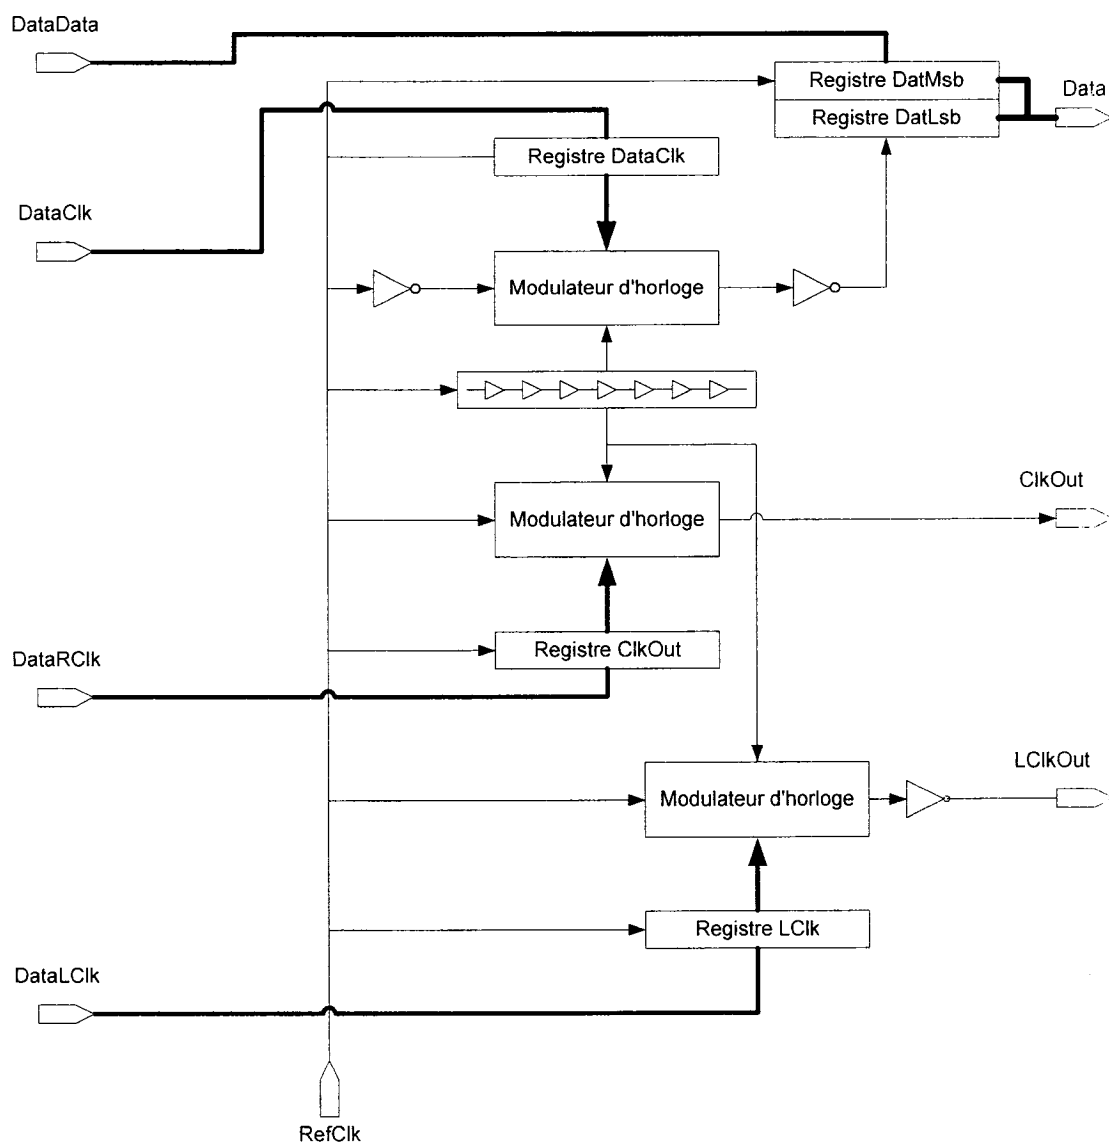 DataData
Registre DatMsb
Data
Registre DatLsb
Registre DataClk
DataClk
Modulateur d'horloge
ClkOut
Modulateur d'horloge
Registre ClkOut
DataRClk
LClkOut
Modulateur d'horloge
Registre LClk
DataLClk
RefClk